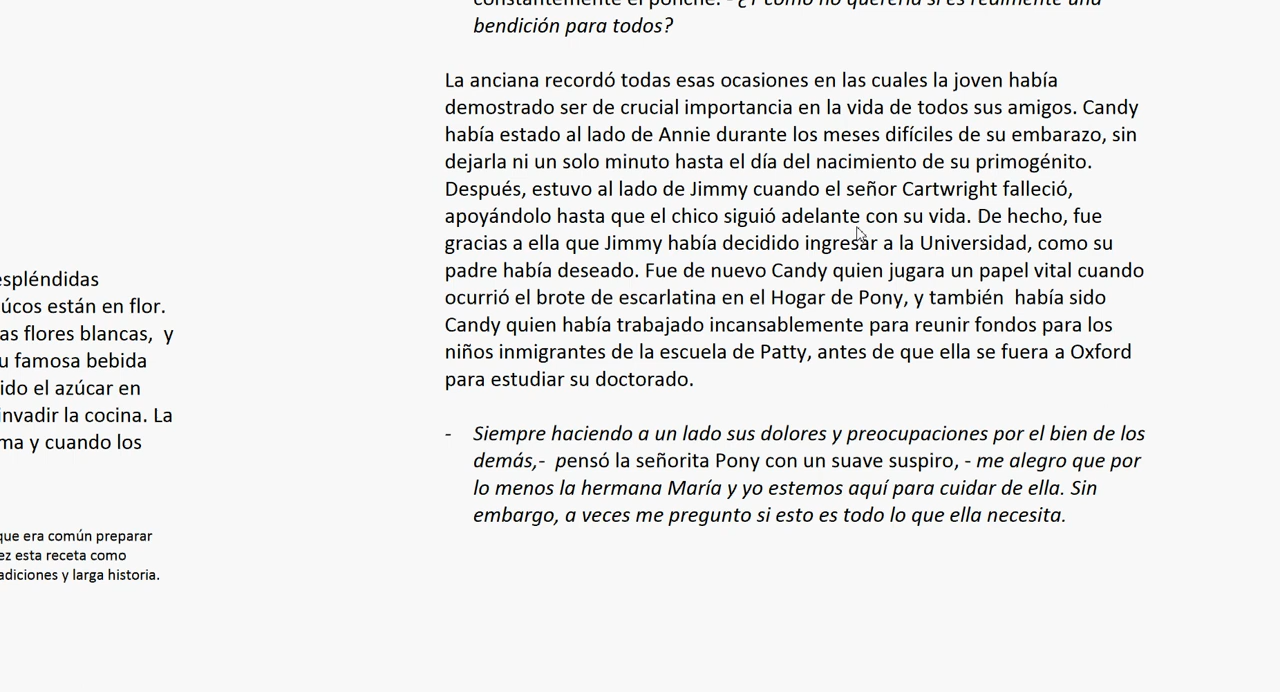 espléndidas
úcos están en flor.
as flores blancas,  y
u famosa bebida
ido el azúcar en
invadir la cocina. La
ma y cuando los
que era común preparar
ez esta receta como
adiciones y larga historia.
constantemente el ponche. - ¿Y cómo no quererla si es realmente una
bendición para todos?
La anciana recordó todas esas ocasiones en las cuales la joven había
demostrado ser de crucial importancia en la vida de todos sus amigos. Candy
había estado al lado de Annie durante los meses difíciles de su embarazo, sin
dejarla ni un solo minuto hasta el día del nacimiento de su primogénito.
Después, estuvo al lado de Jimmy cuando el señor Cartwright falleció,
apoyándolo hasta que el chico siguió adelante con su vida. De hecho, fue
gracias a ella que Jimmy había decidido ingresar a la Universidad, como su
padre había deseado. Fue de nuevo Candy quien jugara un papel vital cuando
ocurrió el brote de escarlatina en el Hogar de Pony, y también  había sido
Candy quien había trabajado incansablemente para reunir fondos para los
niños inmigrantes de la escuela de Patty, antes de que ella se fuera a Oxford
para estudiar su doctorado.
- Siempre haciendo a un lado sus dolores y preocupaciones por el bien de los
demás,-  pensó la señorita Pony con un suave suspiro, - me alegro que por
lo menos la hermana María y yo estemos aquí para cuidar de ella. Sin
embargo, a veces me pregunto si esto es todo lo que ella necesita.